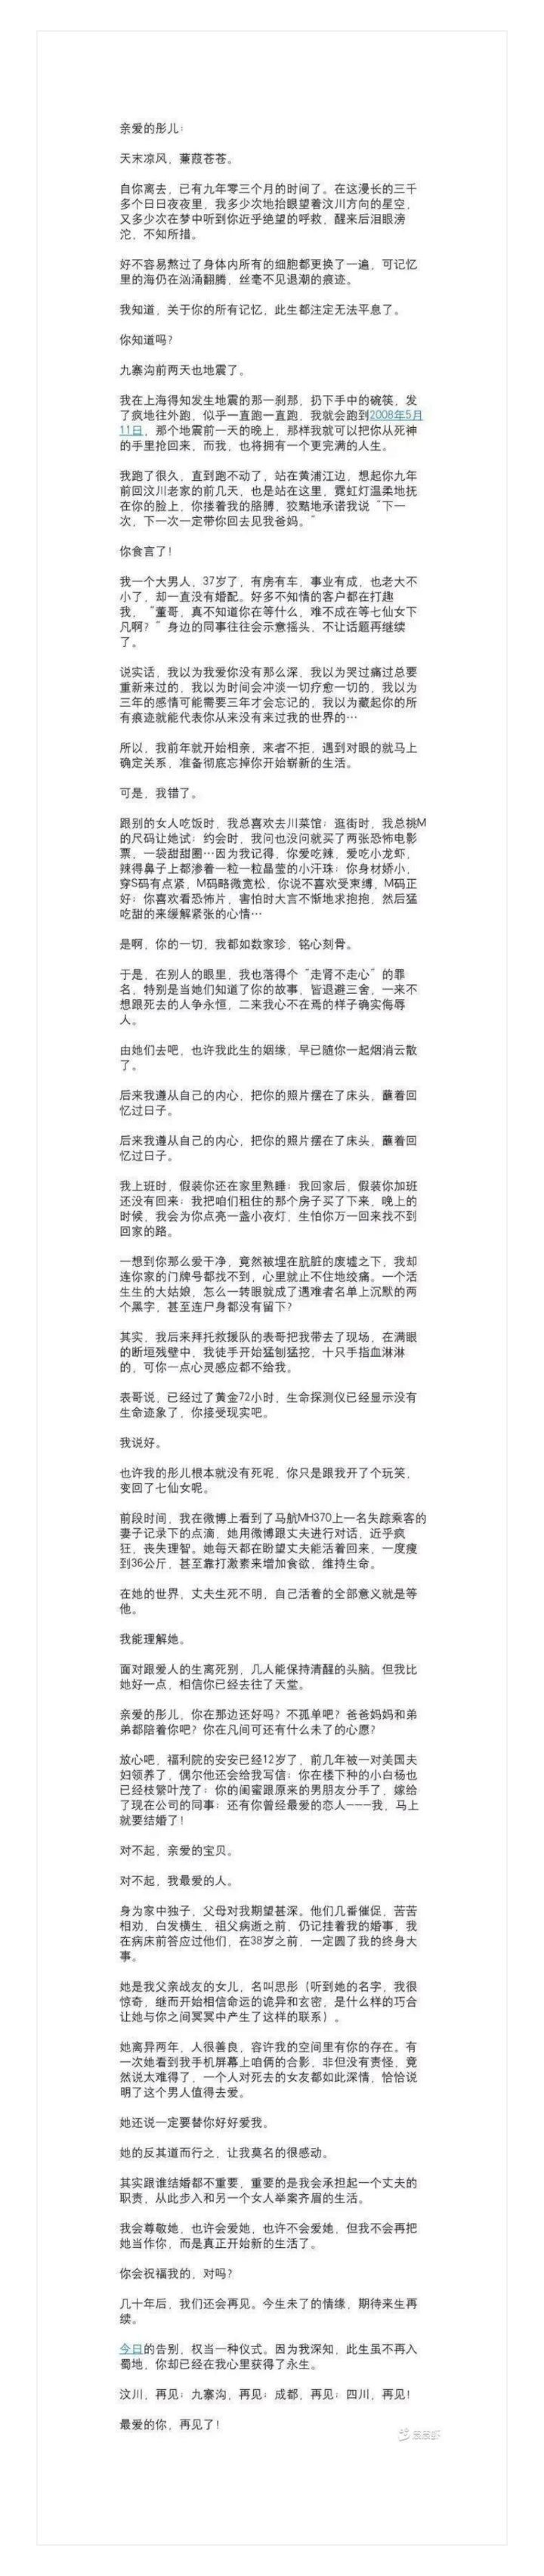 亲爱的彤儿：
天末凉风，蒹葭苍苍。
自你离去，已有九年零三个月的时间了。在这漫长的三千
多个日日夜夜里，我多少次地抬眼望着汶川方向的星空，
又多少次在梦中听到你近乎绝望的呼救，醒来后泪眼滂
沱，不知所措。
好不容易熬过了身体内所有的细胞都更换了一遍，可记忆
里的海仍在汹涌翻腾，丝毫不见退潮的痕迹。
我知道，关于你的所有记忆，此生都注定无法平息了。
你知道吗？
九寨沟前两天也地震了。
我在上海得知发生地震的那一刹那，扔下手中的碗筷，发
了疯地往外跑，似乎一直跑一直跑，我就会跑到2008年5月
11日，那个地震前一天的晚上，那样我就可以把你从死神
的手里抢回来，而我，也将拥有一个更完满的人生。
我跑了很久，直到跑不动了，站在黄浦江边，想起你九年
前回汶川老家的前几天，也是站在这里，霓虹灯温柔地抚
在你的脸上，你搂着我的胳膊，狡黠地承诺我说“下一
次，下一次一定带你回去见我爸妈。”
你食言了！
我一个大男人，37岁了，有房有车，事业有成，也老大不
小了，却一直没有婚配。好多不知情的客户都在打趣
我，“董哥，真不知道你在等什么，难不成在等七仙女下
凡啊？”身边的同事往往会示意摇头，不让话题再继续
了。
说实话，我以为我爱你没有那么深，我以为哭过痛过总要
重新来过的，我以为时间会冲淡一切疗愈一切的，我以为
三年的感情可能需要三年才会忘记的，我以为藏起你的所
有痕迹就能代表你从来没有来过我的世界的…
所以，我前年就开始相亲，来者不拒，遇到对眼的就马上
确定关系，准备彻底忘掉你开始崭新的生活。
可是，我错了。
跟别的女人吃饭时，我总喜欢去川菜馆；逛街时，我总挑M
的尺码让她试；约会时，我问也没问就买了两张恐怖电影
票，一袋甜甜圈…因为我记得，你爱吃辣，爱吃小龙虾，
辣得鼻子上都渗着一粒一粒晶莹的小汗珠；你身材娇小，
穿S码有点紧，M码略微宽松，你说不喜欢受束缚，M码正
好；你喜欢看恐怖片，害怕时大言不惭地求抱抱，然后猛
吃甜的来缓解紧张的心情…
是啊，你的一切，我都如数家珍，铭心刻骨。
于是，在别人的眼里，我也落得个“走肾不走心”的罪
名，特别是当她们知道了你的故事，皆退避三舍，一来不
想跟死去的人争永恒，二来我心不在焉的样子确实侮辱
人。
由她们去吧，也许我此生的姻缘，早已随你一起烟消云散
了。
后来我遵从自己的内心，把你的照片摆在了床头，蘸着回
忆过日子。
后来我遵从自己的内心，把你的照片摆在了床头，蘸着回
忆过日子。
我上班时，假装你还在家里熟睡；我回家后，假装你加班
还没有回来；我把咱们租住的那个房子买了下来，晚上的
时候，我会为你点亮一盏小夜灯，生怕你万一回来找不到
回家的路。
一想到你那么爱干净，竟然被埋在肮脏的废墟之下，我却
连你家的门牌号都找不到，心里就止不住地绞痛。一个活
生生的大姑娘，怎么一转眼就成了遇难者名单上沉默的两
个黑字，甚至连尸身都没有留下？
其实，我后来拜托救援队的表哥把我带去了现场，在满眼
的断垣残壁中，我徒手开始猛刨猛挖，十只手指血淋淋
的，可你一点心灵感应都不给我。
表哥说，已经过了黄金72小时，生命探测仪已经显示没有
生命迹象了，你接受现实吧。
我说好。
也许我的彤儿根本就没有死呢，你只是跟我开了个玩笑，
变回了七仙女呢。
前段时间，我在微博上看到了马航MH370上一名失踪乘客的
妻子记录下的点滴，她用微博跟丈夫进行对话，近乎疯
狂，丧失理智。她每天都在盼望丈夫能活着回来，一度瘦
到36公斤，甚至靠打激素来增加食欲，维持生命。
在她的世界，丈夫生死不明，自己活着的全部意义就是等
他。
我能理解她。
面对跟爱人的生离死别，几人能保持清醒的头脑。但我比
她好一点，相信你已经去往了天堂。
亲爱的彤儿，你在那边还好吗？不孤单吧？爸爸妈妈和弟
弟都陪着你吧？你在凡间可还有什么未了的心愿？
放心吧，福利院的安安已经12岁了，前几年被一对美国夫
妇领养了，偶尔他还会给我写信；你在楼下种的小白杨也
已经枝繁叶茂了；你的闺蜜跟原来的男朋友分手了，嫁给
了现在公司的同事；还有你曾经最爱的恋人———我，马上
就要结婚了！
对不起，亲爱的宝贝。
对不起，我最爱的人。
身为家中独子，父母对我期望甚深。他们几番催促，苦苦
相劝，白发横生，祖父病逝之前，仍记挂着我的婚事，我
在病床前答应过他们，在38岁之前，一定圆了我的终身大
事。
她是我父亲战友的女儿，名叫思彤（听到她的名字，我很
惊奇，继而开始相信命运的诡异和玄密，是什么样的巧合
让她与你之间冥冥中产生了这样的联系）。
她离异两年，人很善良，容许我的空间里有你的存在。有
一次她看到我手机屏幕上咱俩的合影，非但没有责怪，竟
然说太难得了，一个人对死去的女友都如此深情，恰恰说
明了这个男人值得去爱。
她还说一定要替你好好爱我。
她的反其道而行之，让我莫名的很感动。
其实跟谁结婚都不重要，重要的是我会承担起一个丈夫的
职责，从此步入和另一个女人举案齐眉的生活。
我会尊敬她，也许会爱她，也许不会爱她，但我不会再把
她当作你，而是真正开始新的生活了。
你会祝福我的，对吗？
几十年后，我们还会再见。今生未了的情缘，期待来生再
续。
今日的告别，权当一种仪式。因为我深知，此生虽不再入
蜀地，你却已经在我心里获得了永生。
汶川，再见；九寨沟，再见；成都，再见；四川，再见！
最爱的你，再见了！